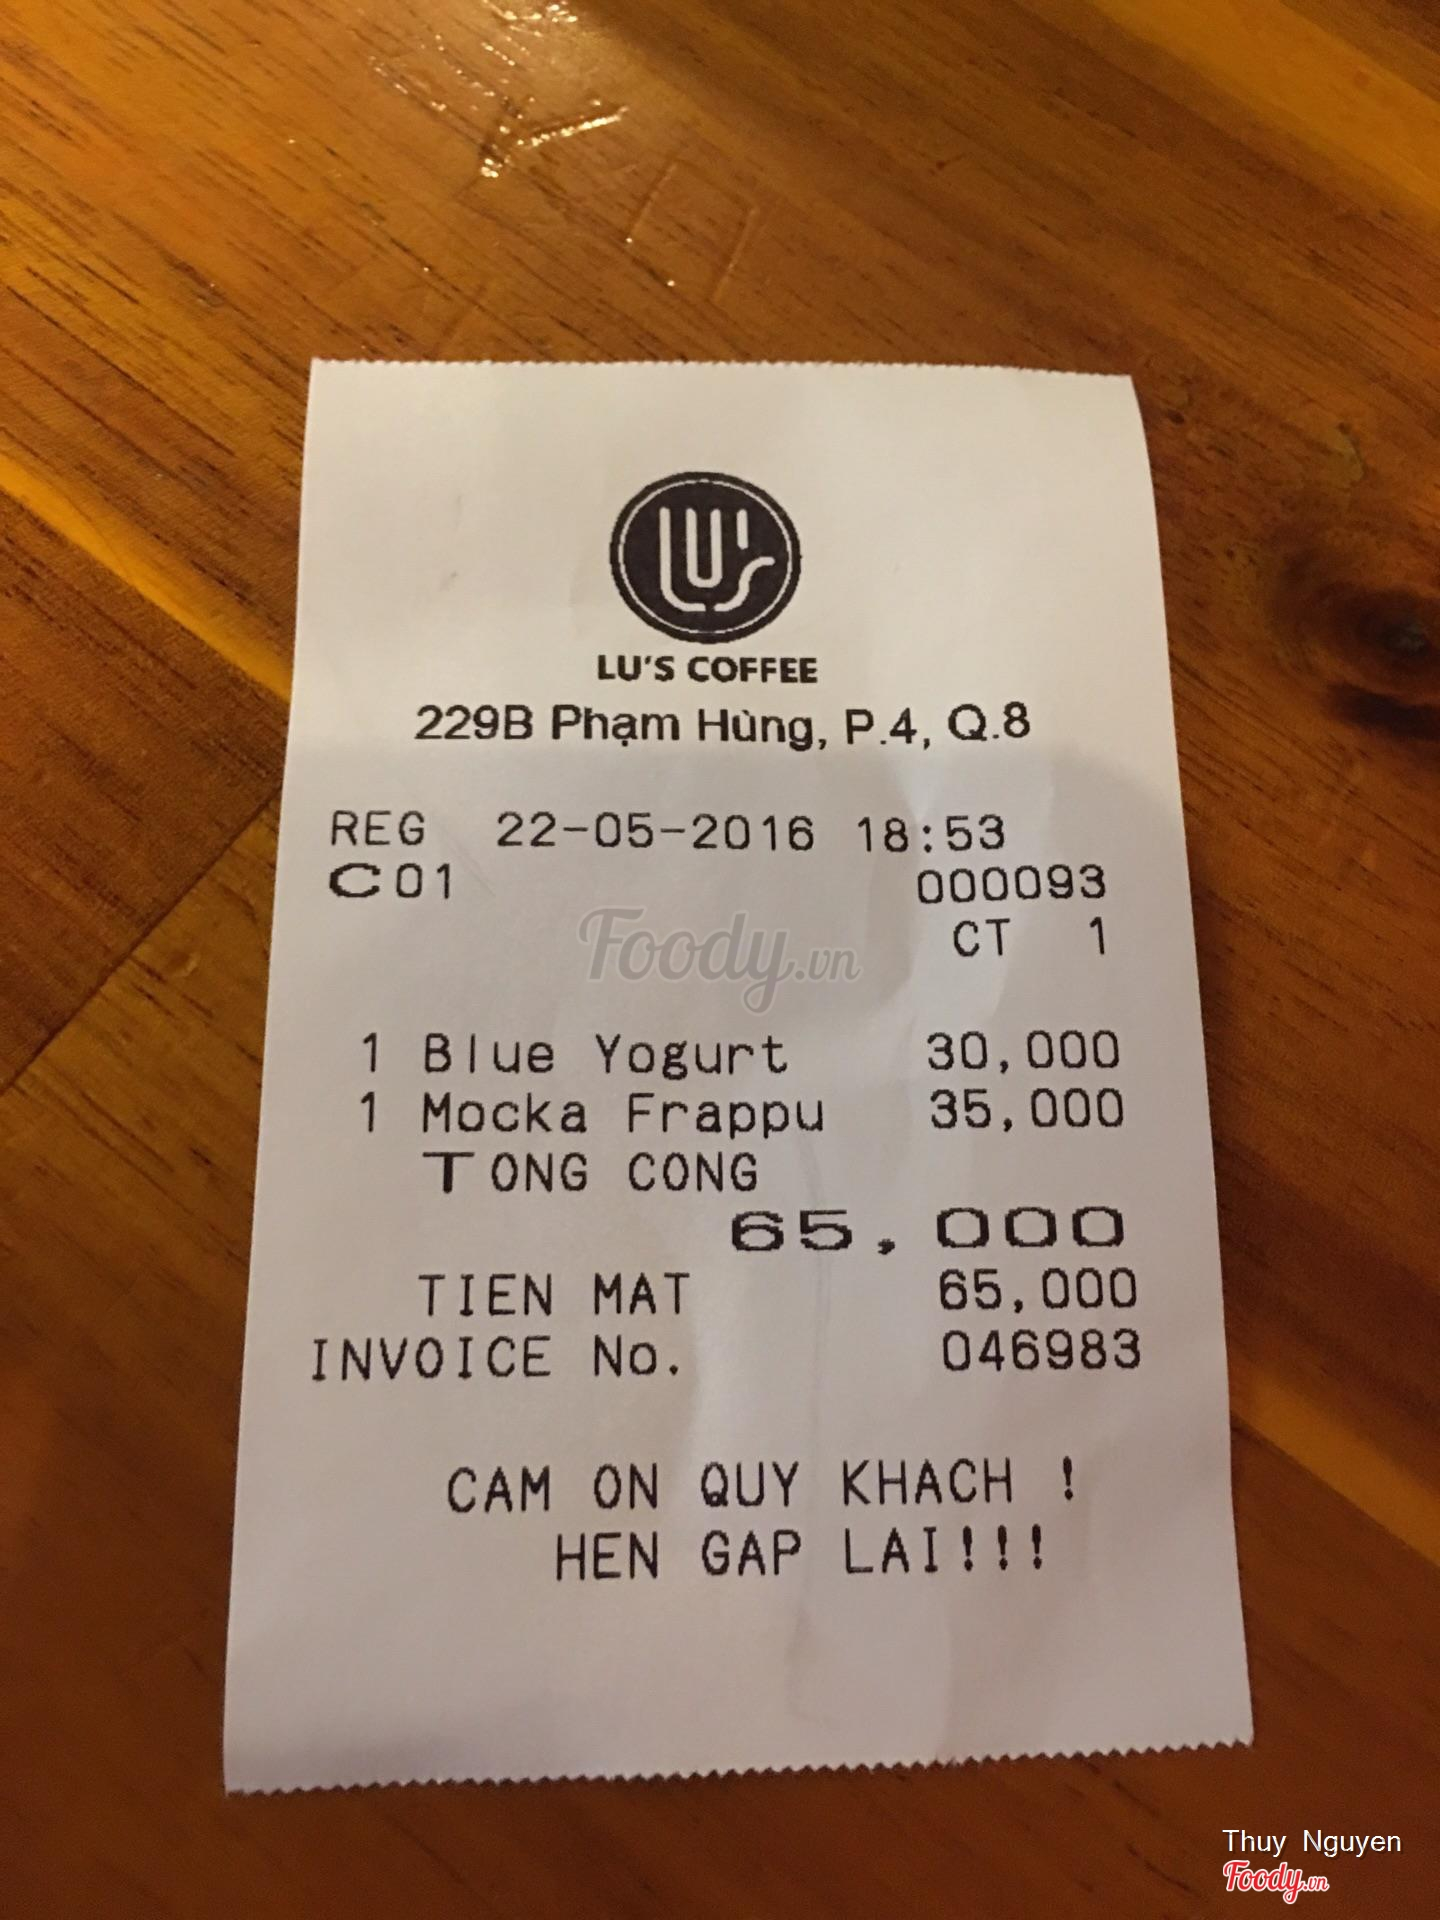 LU'S
LU'S COFFEE
229B Phạm Hùng, P.4, Q.8
REG 22-05-2016 18:53
C01 000093
CT 1
Foody.vn
1 Blue Yogurt 30,000
1 Mocka Frappu 35,000
TONG CONG
65,000
TIEN MAT 65,000
INVOICE No. 046983
CAM ON QUY KHACH !
HEN GAP LAI!!!
Thuy Nguyen
Foody.vn